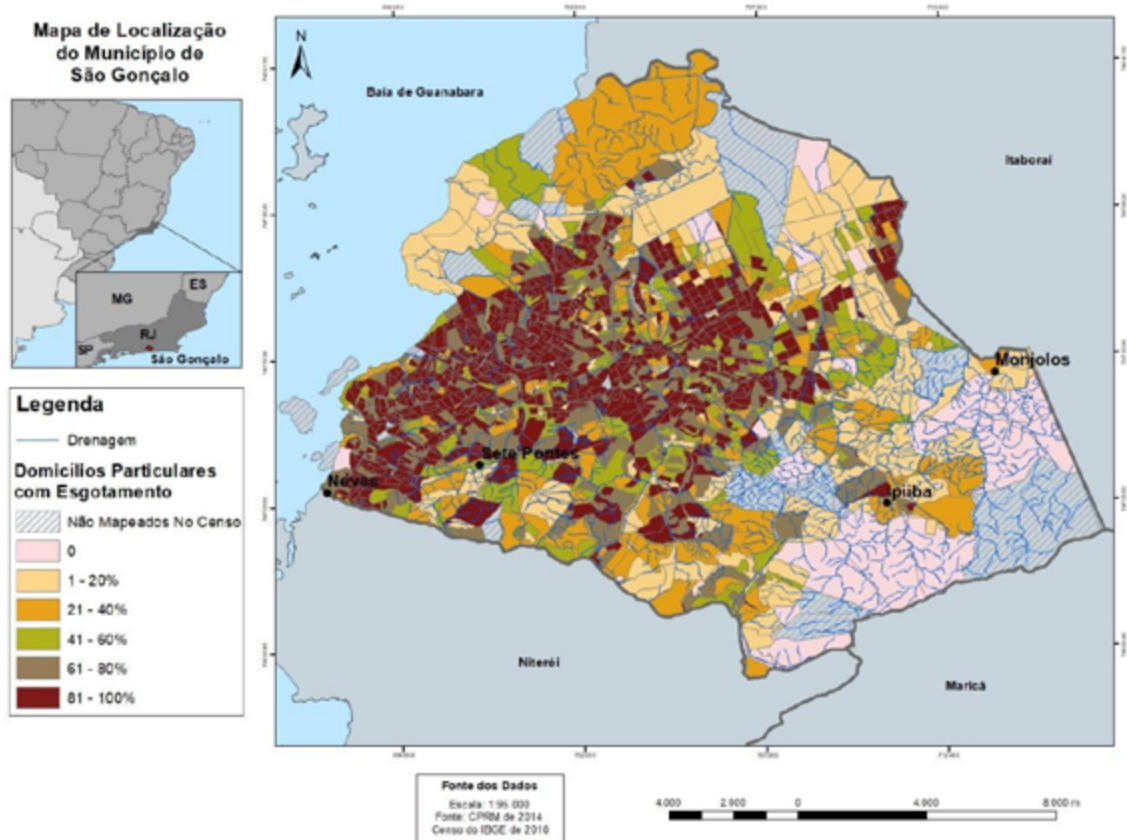 Mapa de Localização
do Município de
São Gonçalo
MG
ES
RJ
SP
São Gonçalo
Legenda
Drenagem
Domicílios Particulares
com Esgotamento
Não Mapeados No Censo
0
1 - 20%
21 - 40%
41 - 60%
61 - 80%
81 - 100%
N
Baia de Guanabara
Itaboraí
Monjolos
Sete Pontes
Neves
Ipiiba
Niterói
Maricá
Fonte dos Dados
Escala: 1:95.000
Fonte: CPRM de 2014
Censo do IBGE de 2010
4.000 2.000 0 4.000 8.000 m